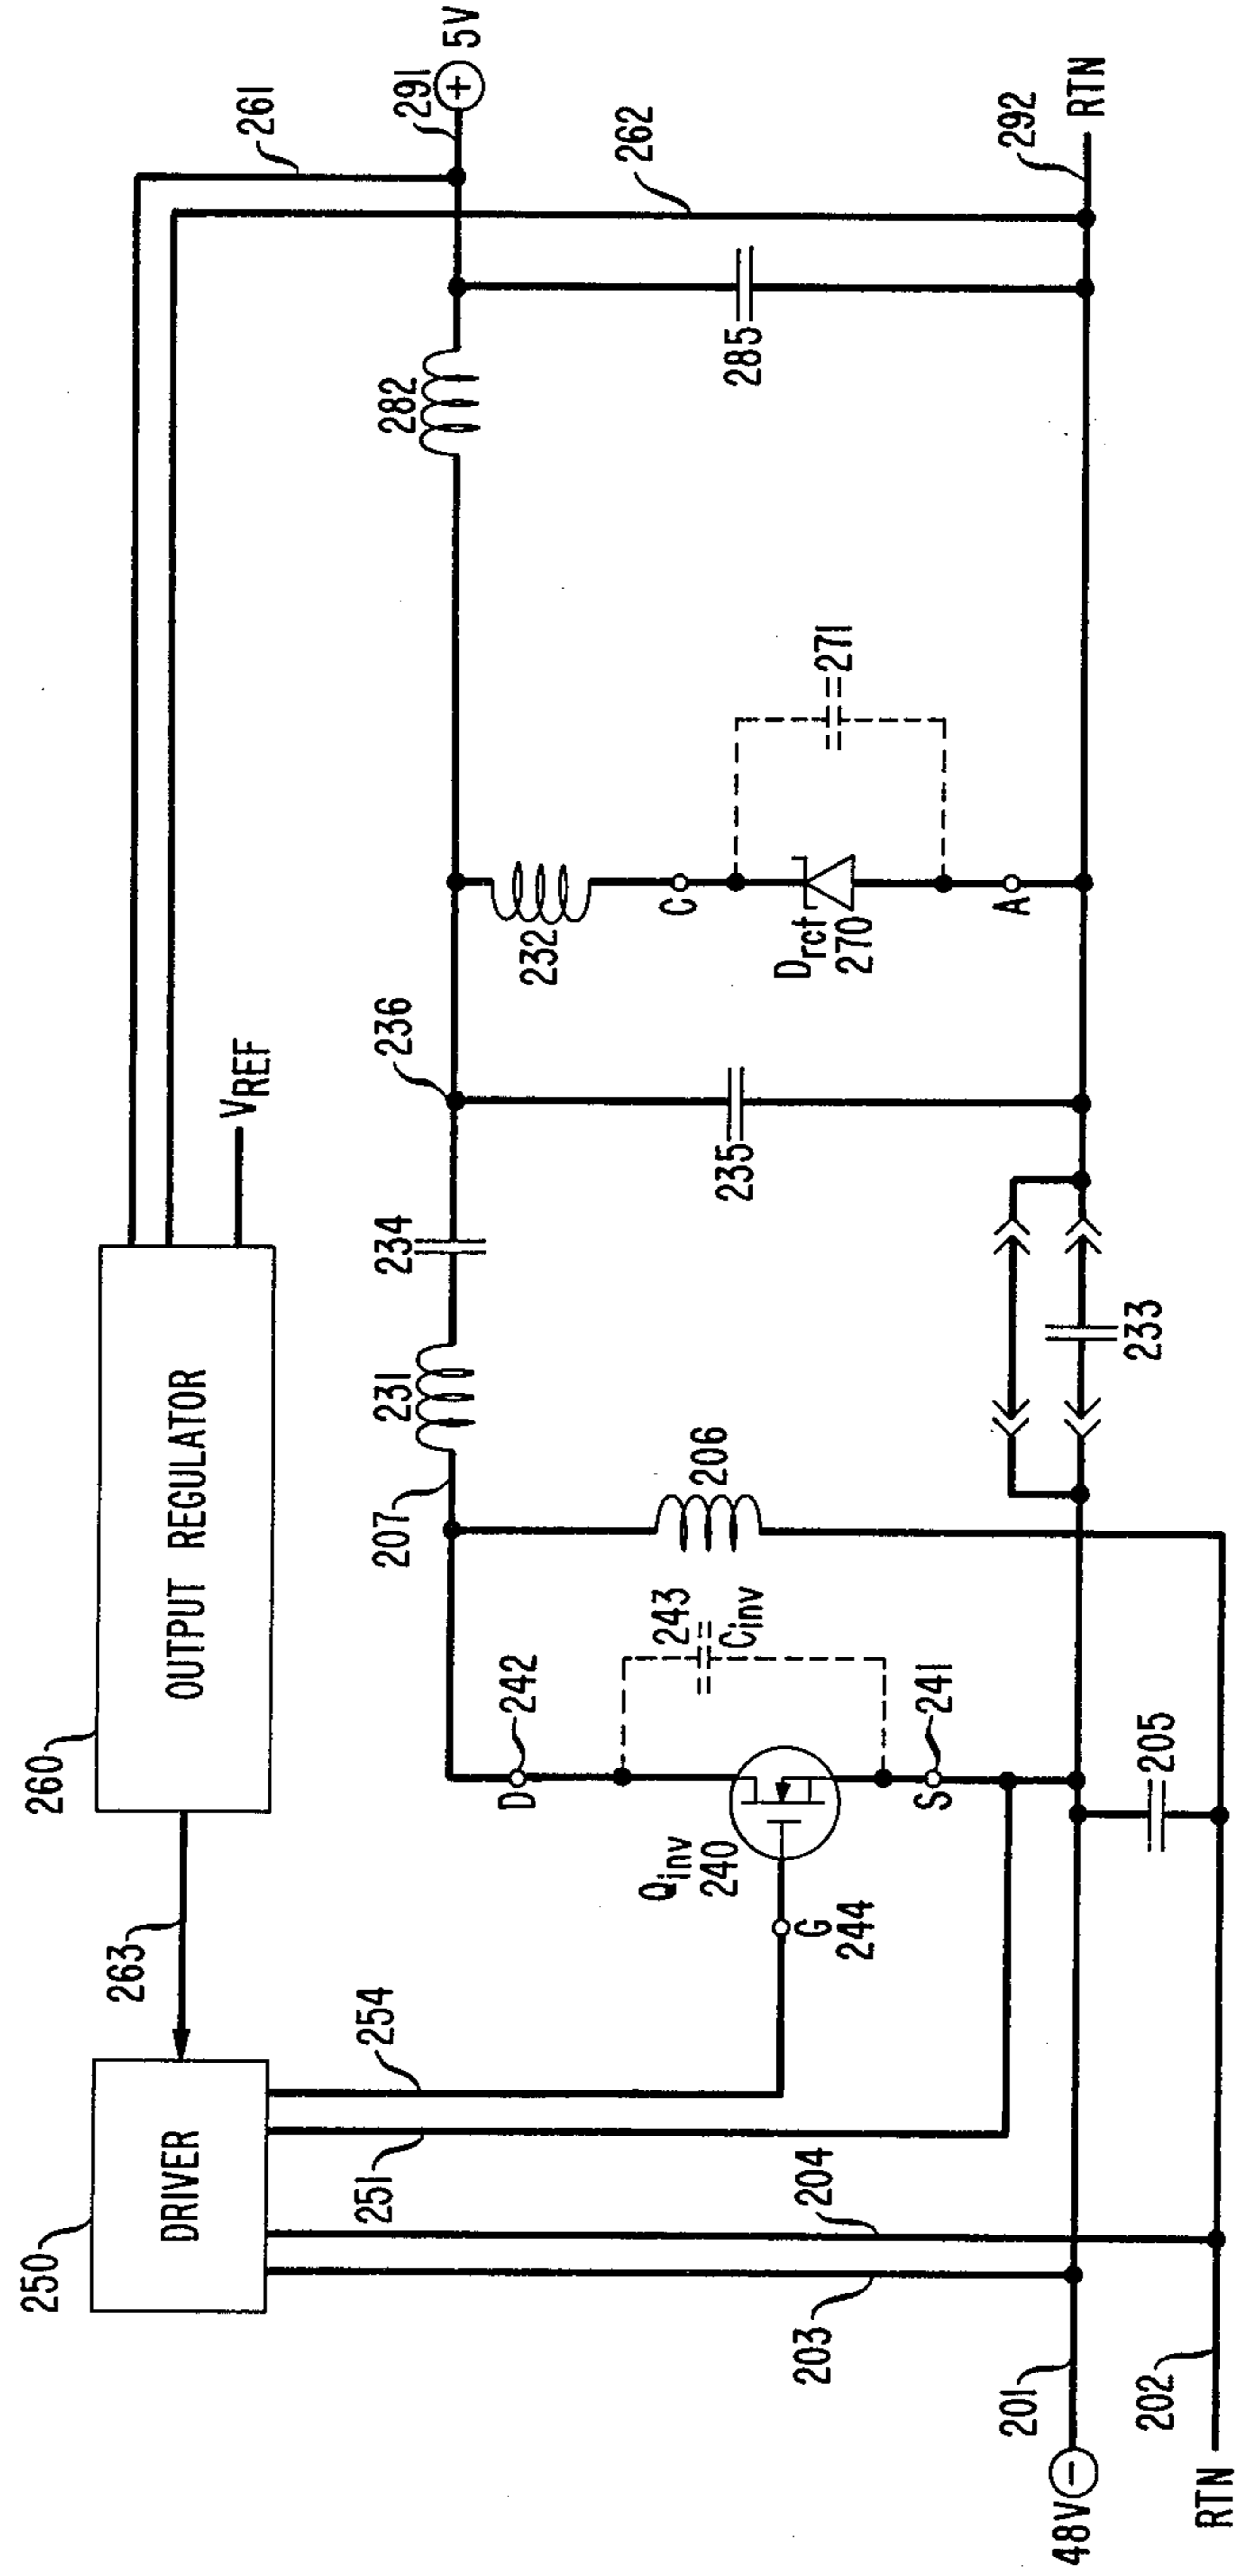 260
OUTPUT REGULATOR
VREF
261
262
263
250
DRIVER
254
251
204
203
201
48V
−
202
RTN
205
Qinv
240
G
244
D
242
S
241
243
Cinv
207
206
231
234
236
235
233
232
C
Drct
270
A
271
282
285
291
+
5V
292
RTN